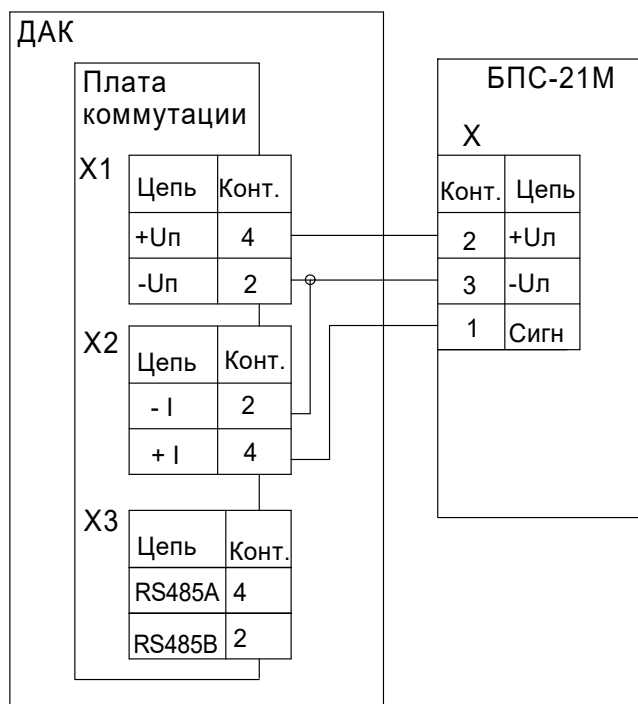 ДАК
Плата
коммутации
X1
Цепь Конт.
+Uп 4
-Uп 2
X2
Цепь Конт.
- I 2
+ I 4
X3
Цепь Конт.
RS485A 4
RS485B 2
БПС-21М
X
Конт. Цепь
2 +Uл
3 -Uл
1 Сигн